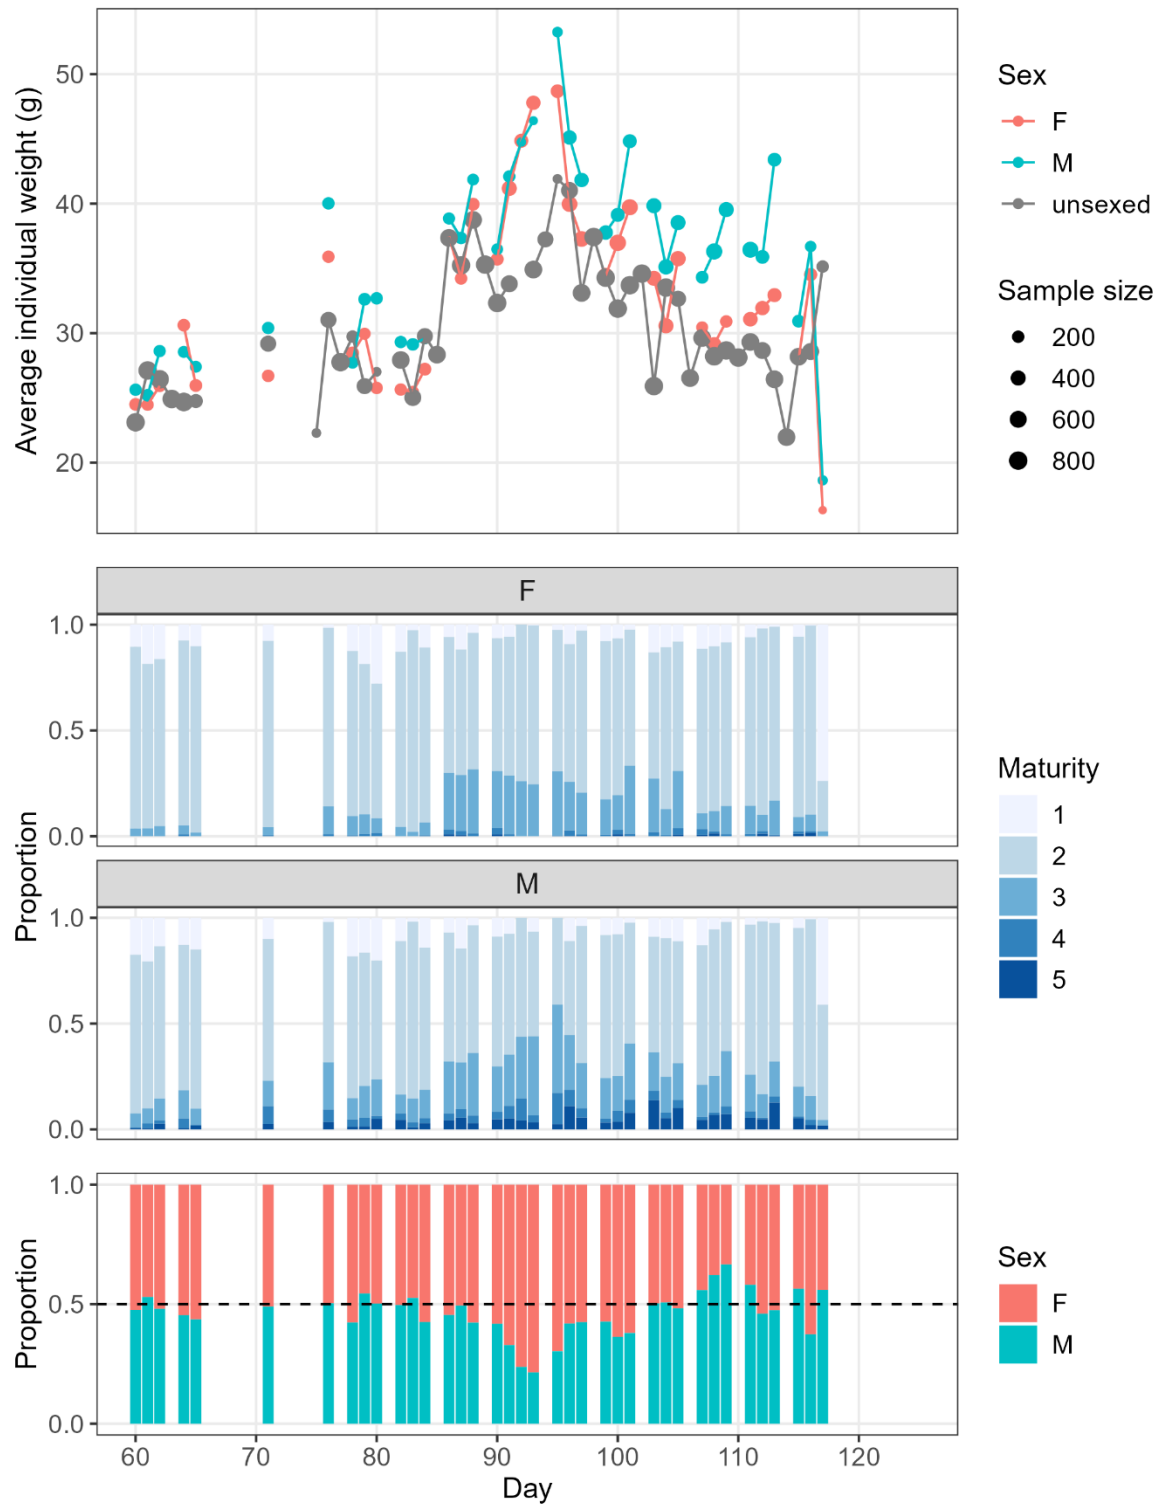 Average individual weight (g)
50
40
30
20
Sex
F
M
unsexed
Sample size
200
400
600
800
F
1.0
0.5
0.0
Proportion
M
1.0
0.5
0.0
Maturity
1
2
3
4
5
Proportion
1.0
0.5
0.0
60 70 80 90 100 110 120
Day
Sex
F
M